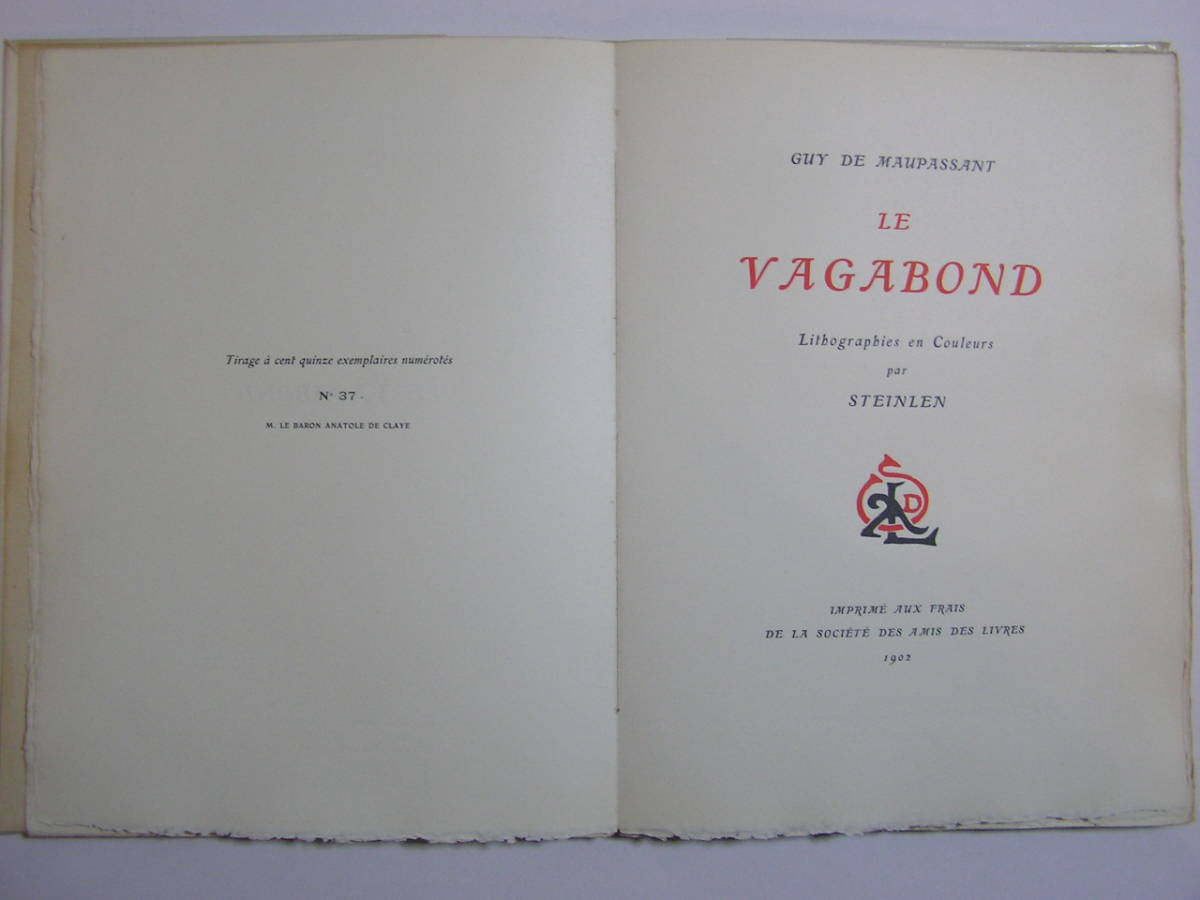 Tirage à cent quinze exemplaires numérotés
N° 37
M. LE BARON ANATOLE DE CLAYE
GUY DE MAUPASSANT
LE
VAGABOND
Lithographies en Couleurs
par
STEINLEN
SADL
IMPRIMÉ AUX FRAIS
DE LA SOCIÉTÉ DES AMIS DES LIVRES
1902